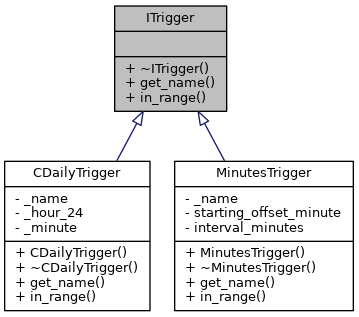 ITrigger
+ ~ITrigger()
+ get_name()
+ in_range()
CDailyTrigger
- _name
- _hour_24
- _minute
+ CDailyTrigger()
+ ~CDailyTrigger()
+ get_name()
+ in_range()
MinutesTrigger
- _name
- starting_offset_minute
- interval_minutes
+ MinutesTrigger()
+ ~MinutesTrigger()
+ get_name()
+ in_range()